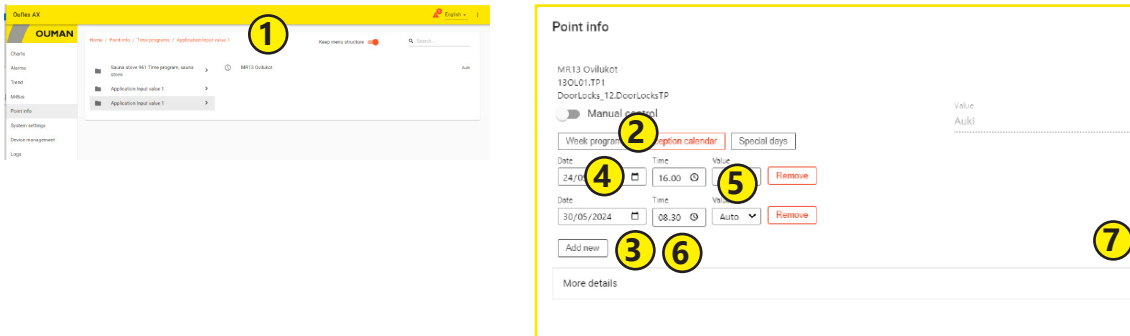 Ouflex AX
English
OUMAN
Home / Point info / Time programs / Application input value 1
1
Keep menu structure
Search...
Charts
Alarms
Trend
M-Bus
Point info
System settings
Device management
Logs
Sauna stove 961 Time program, sauna stove
MR13 Ovilukot
Auki
Application input value 1
Application input value 1
Point info
MR13 Ovilukot
13OL01.TP1
DoorLocks_12.DoorLocksTP
Manual control
Value
Auki
2
Week program
calendar
Special days
Date Time Value
24/0 16.00 Remove
4
5
Date Time
30/05/2024 08.30 Auto Remove
Add new
3
6
7
More details